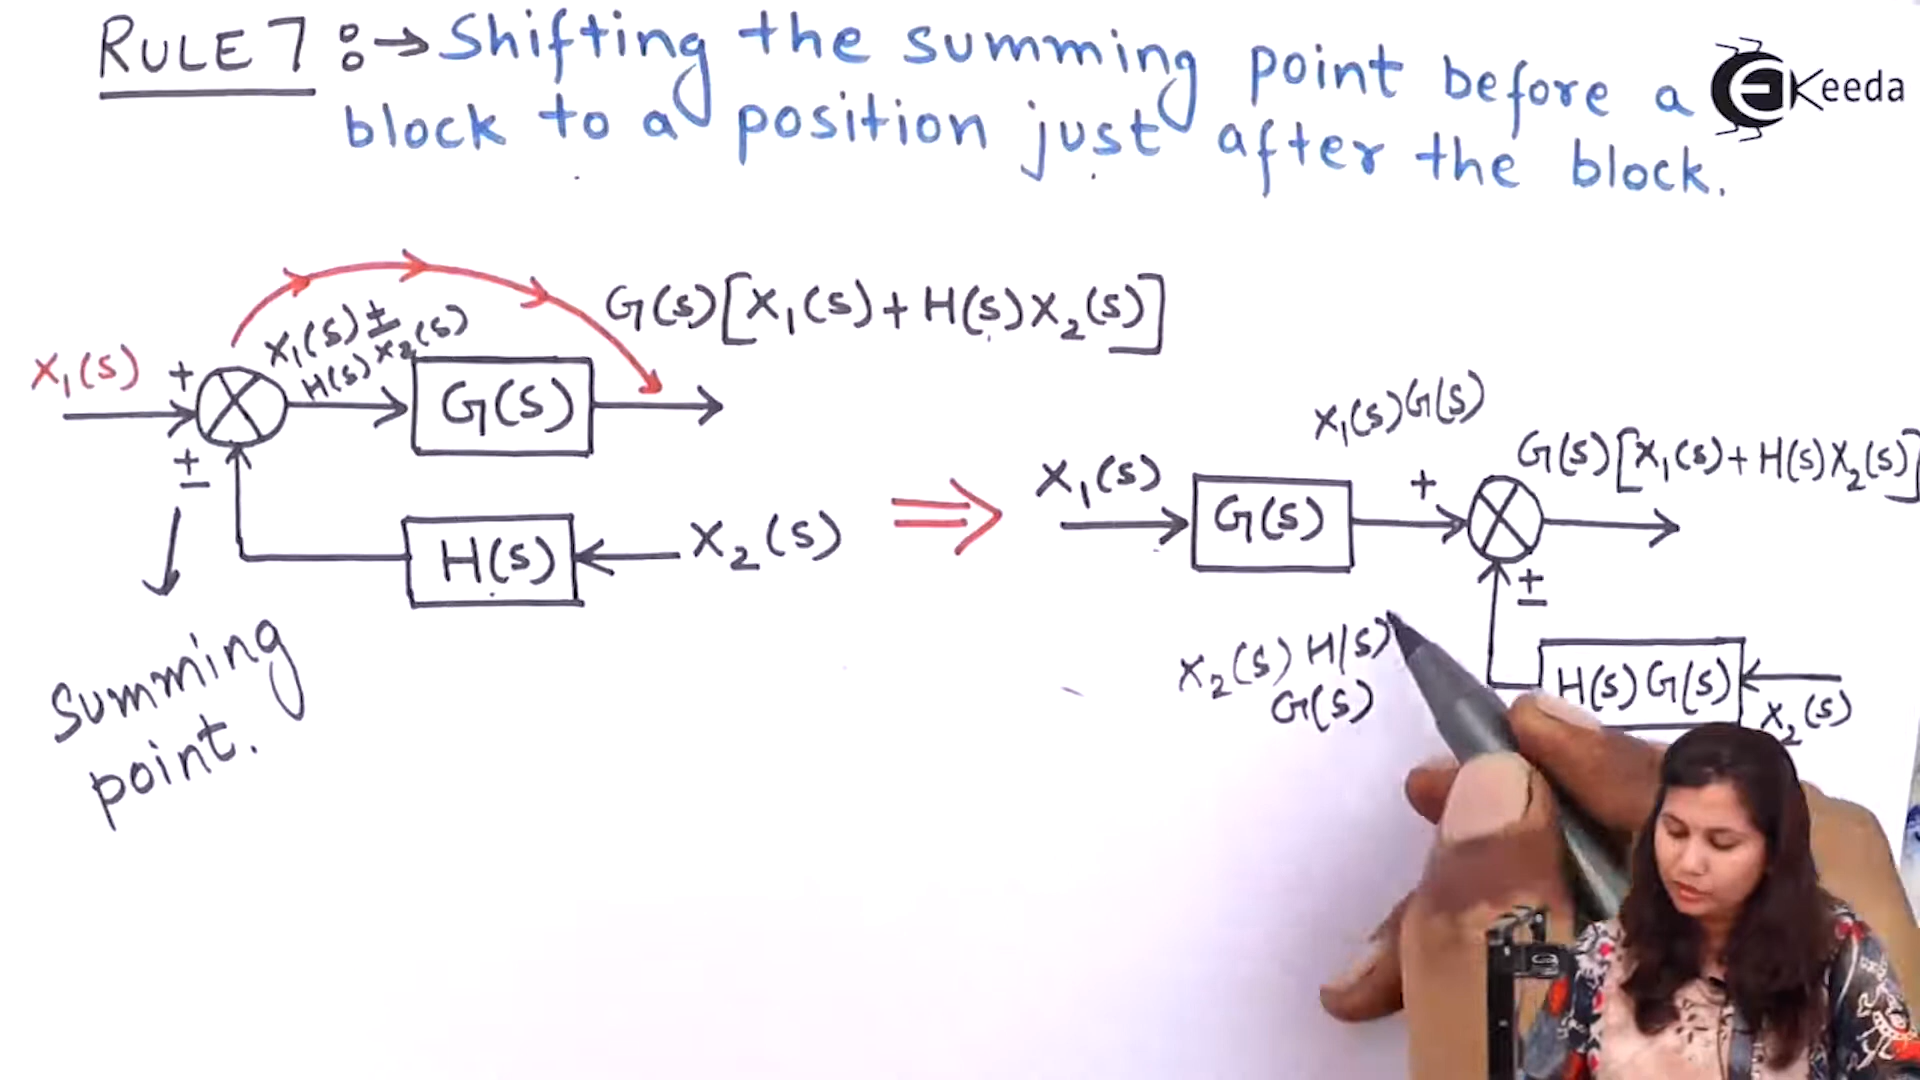 RULE 7 :→ Shifting the summing point before a
block to a position just after the block.
EKeeda
X₁(s)
+
±
X₁(s) ±
H(s) X₂(s)
G(s)[X₁(s) + H(s)X₂(s)]
G(s)
H(s)
X₂(s)
Summing
point.
⇒
X₁(s)
G(s)
X₁(s)G(s)
+
±
G(s)[X₁(s) + H(s)X₂(s)]
X₂(s) H(s)
G(s)
H(s) G(s)
X₂(s)